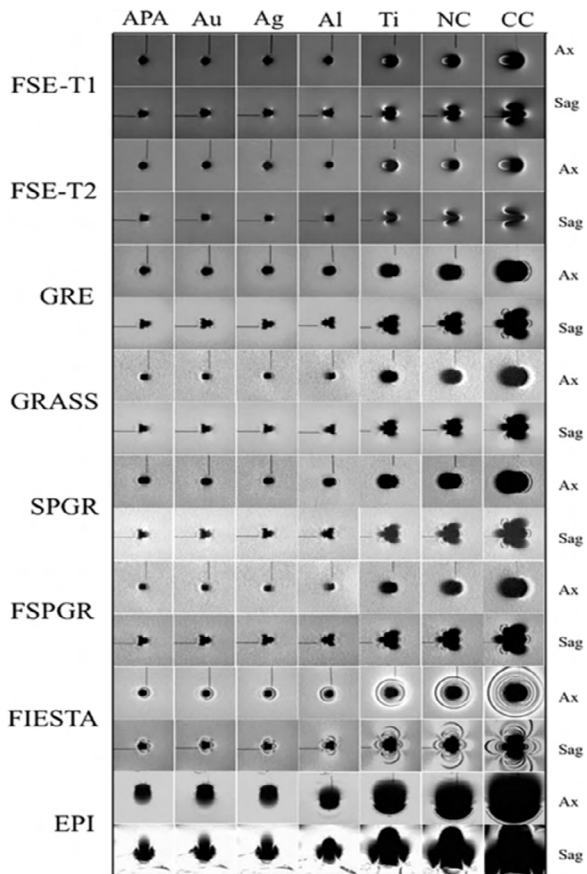 APA Au Ag Al Ti NC CC
FSE-T1 Ax
Sag
FSE-T2 Ax
Sag
GRE Ax
Sag
GRASS Ax
Sag
SPGR Ax
Sag
FSPGR Ax
Sag
FIESTA Ax
Sag
EPI Ax
Sag